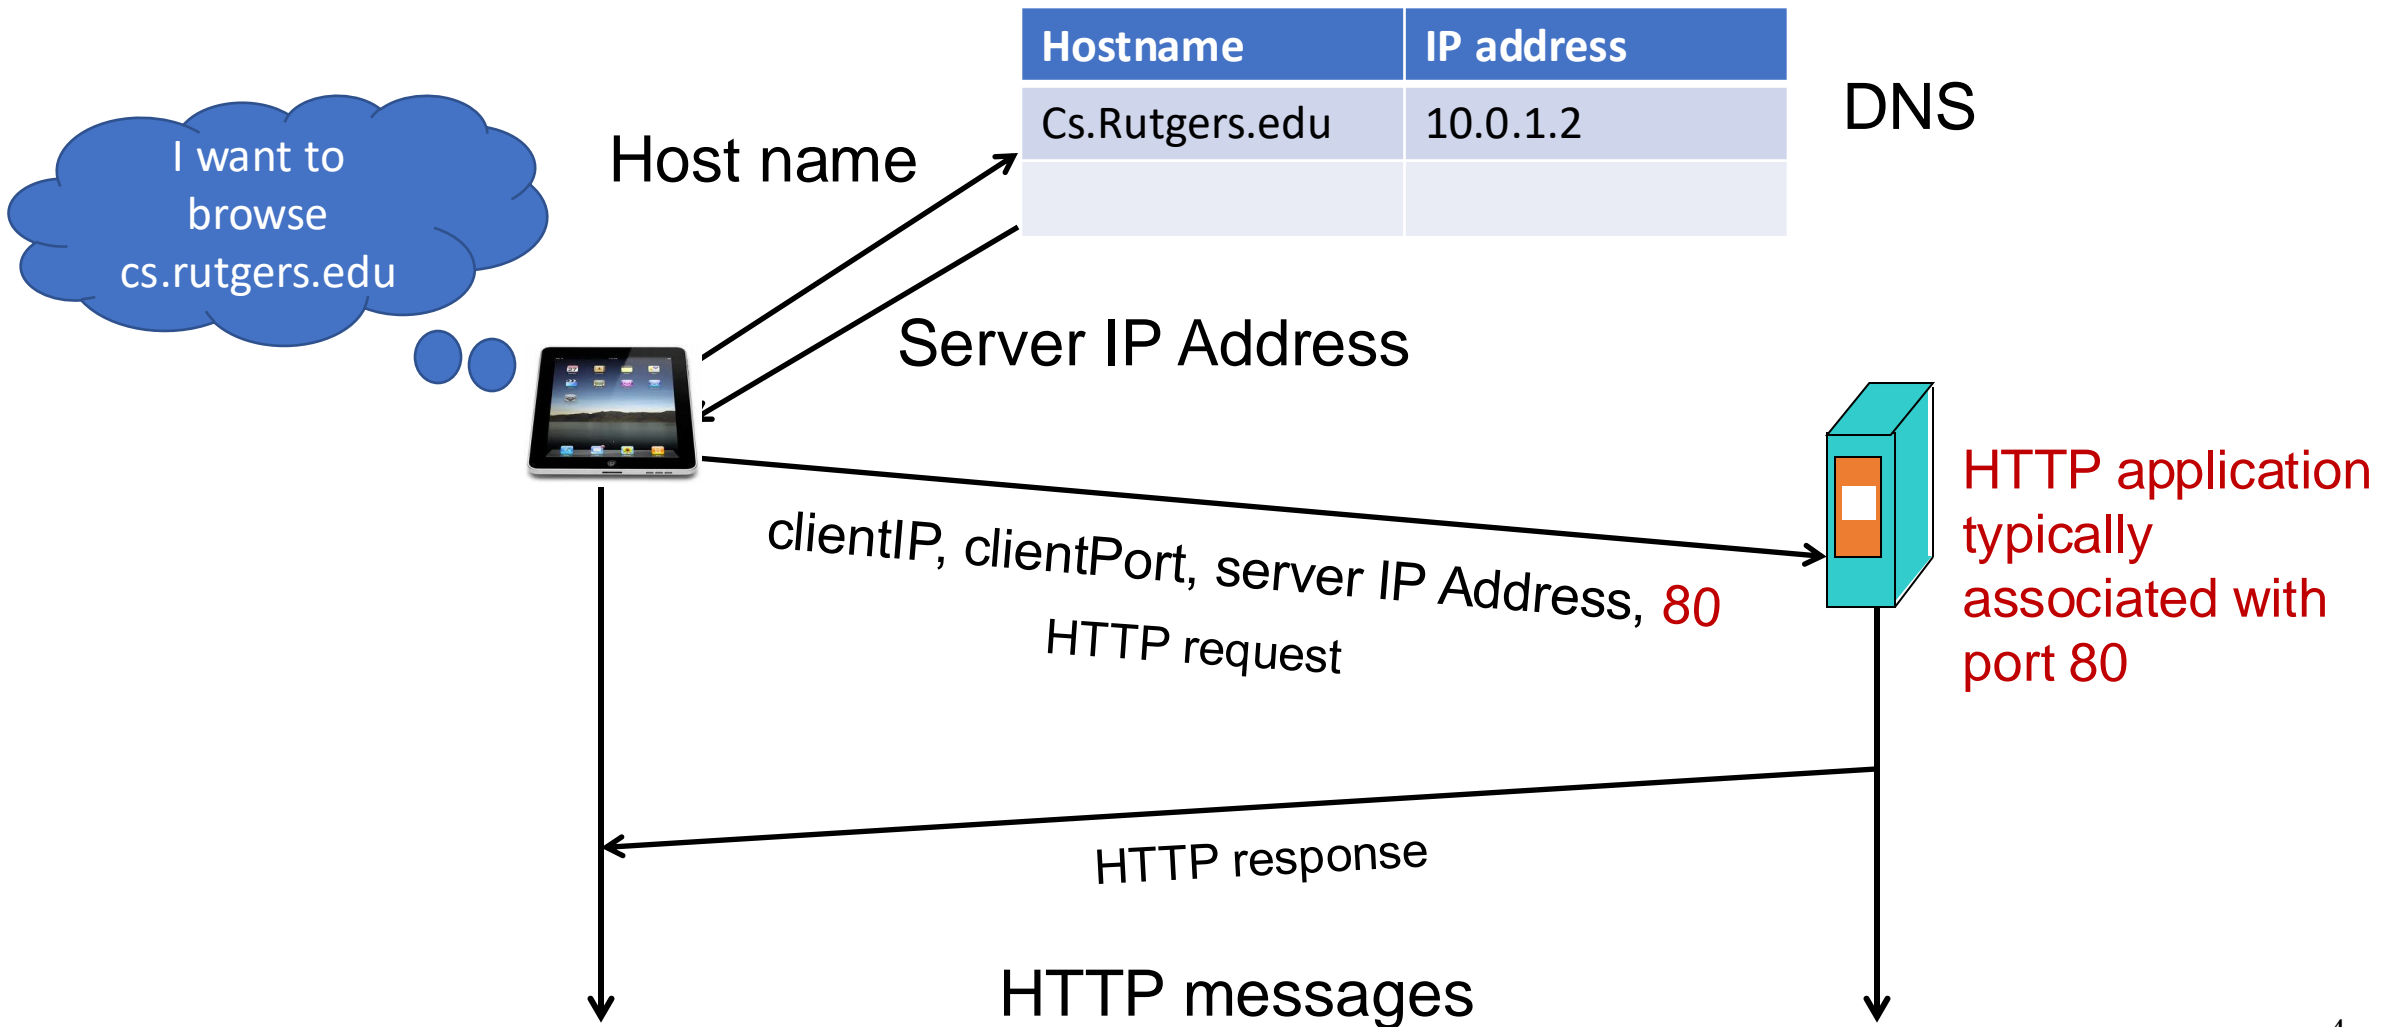 Hostname IP address
Cs.Rutgers.edu 10.0.1.2
DNS
I want to
browse
cs.rutgers.edu
Host name
Server IP Address
clientIP, clientPort, server IP Address, 80
HTTP request
HTTP application
typically
associated with
port 80
HTTP response
HTTP messages